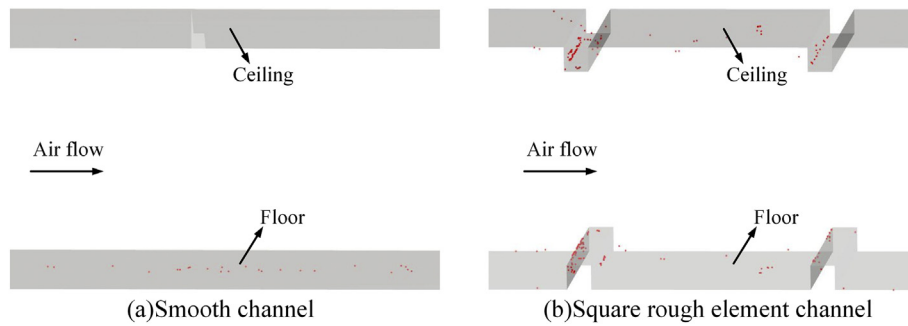 Ceiling
Ceiling
Air flow
Air flow
Floor
Floor
(a)Smooth channel
(b)Square rough element channel